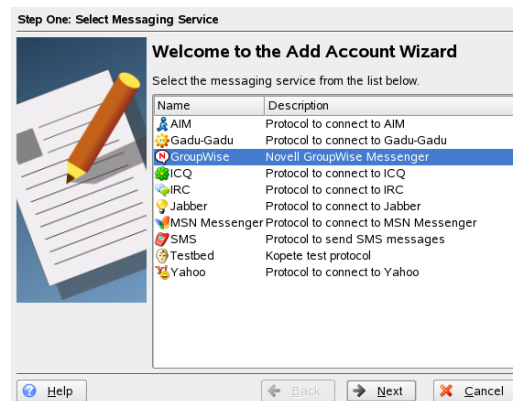 Step One: Select Messaging Service
Welcome to the Add Account Wizard
Select the messaging service from the list below.
Name Description
AIM Protocol to connect to AIM
Gadu-Gadu Protocol to connect to Gadu-Gadu
GroupWise Novell GroupWise Messenger
ICQ Protocol to connect to ICQ
IRC Protocol to connect to IRC
Jabber Protocol to connect to Jabber
MSN Messenger Protocol to connect to MSN Messenger
SMS Protocol to send SMS messages
Testbed Kopete test protocol
Yahoo Protocol to connect to Yahoo
Help Back Next Cancel